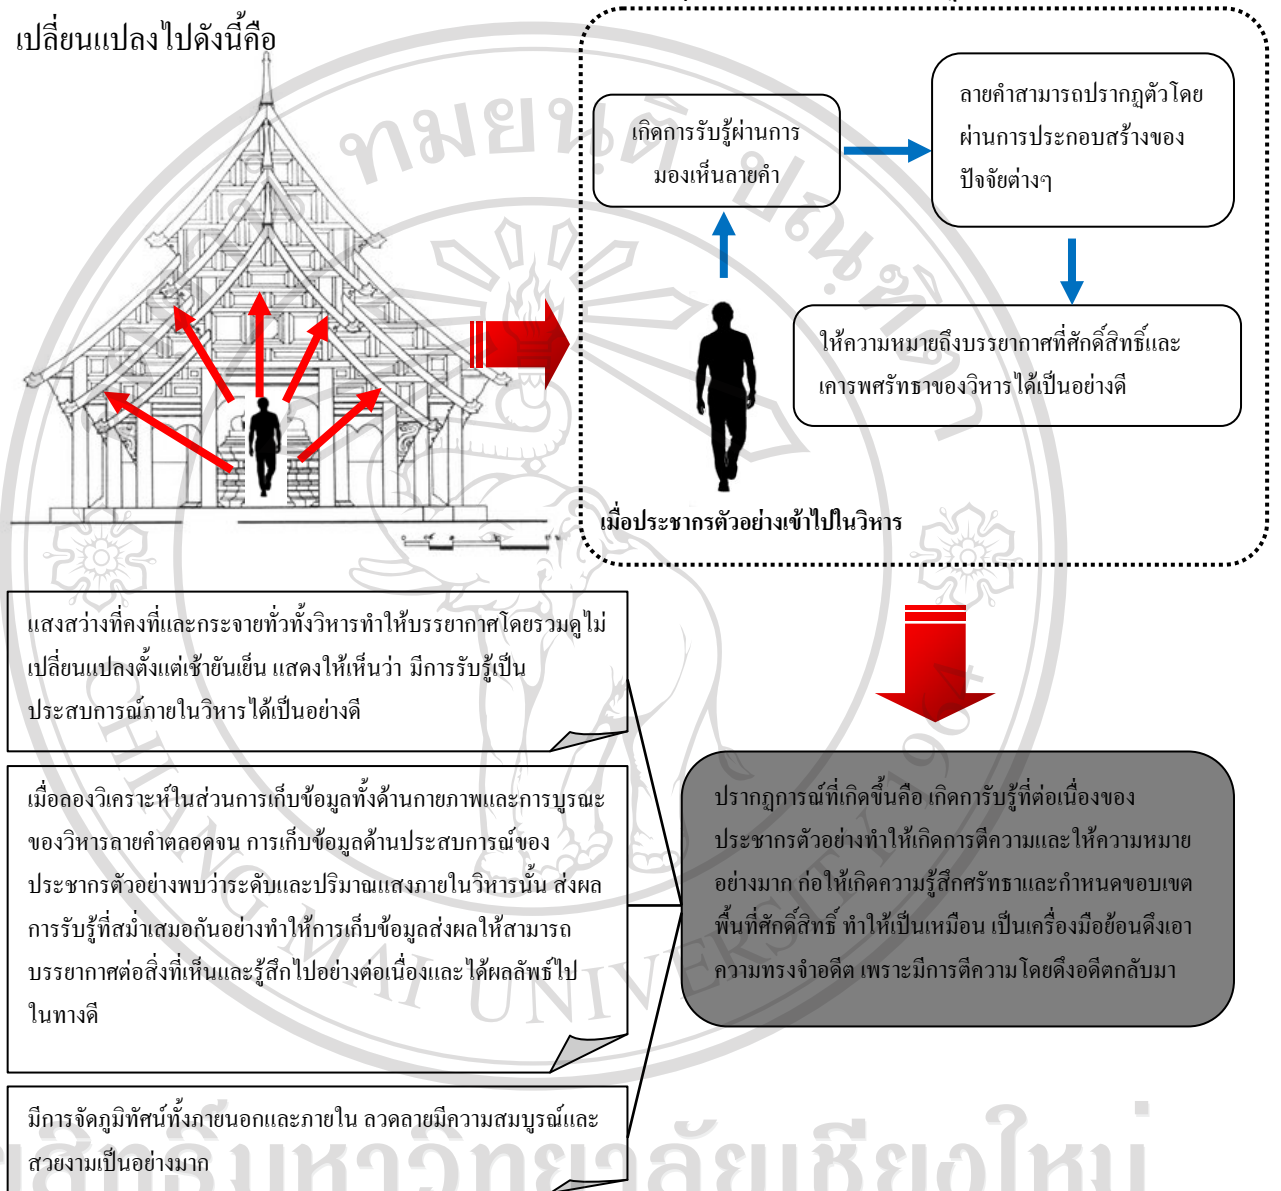 เปลี่ยนแปลงไปดังนี้คือ
เกิดการรับรู้ผ่านการ
มองเห็นลายคำ
ลายคำสามารถปรากฏตัวโดย
ผ่านการประกอบสร้างของ
ปัจจัยต่างๆ
ให้ความหมายถึงบรรยากาศที่ศักดิ์สิทธิ์และ
เคารพศรัทธาของวิหารได้เป็นอย่างดี
เมื่อประชากรตัวอย่างเข้าไปในวิหาร
แสงสว่างที่คงที่และกระจายทั่วทั้งวิหารทำให้บรรยากาศโดยรวมดูไม่
เปลี่ยนแปลงตั้งแต่เช้ายันเย็น แสดงให้เห็นว่า มีการรับรู้เป็น
ประสบการณ์ภายในวิหารได้เป็นอย่างดี
เมื่อลองวิเคราะห์ในส่วนการเก็บข้อมูลทั้งด้านกายภาพและการบูรณะ
ของวิหารลายคำตลอดจน การเก็บข้อมูลด้านประสบการณ์ของ
ประชากรตัวอย่างพบว่าระดับและปริมาณแสงภายในวิหารนั้น ส่งผล
การรับรู้ที่สม่ำเสมอกันอย่างทำให้การเก็บข้อมูลส่งผลให้สามารถ
บรรยากาศต่อสิ่งที่เห็นและรู้สึกไปอย่างต่อเนื่องและได้ผลลัพธ์ไป
ในทางดี
มีการจัดภูมิทัศน์ทั้งภายนอกและภายใน ลวดลายมีความสมบูรณ์และ
สวยงามเป็นอย่างมาก
ปรากฏการณ์ที่เกิดขึ้นคือ เกิดการับรู้ที่ต่อเนื่องของ
ประชากรตัวอย่างทำให้เกิดการตีความและให้ความหมาย
อย่างมาก ก่อให้เกิดความรู้สึกศรัทธาและกำหนดขอบเขต
พื้นที่ศักดิ์สิทธิ์ ทำให้เป็นเหมือน เป็นเครื่องมือย้อนดึงเอา
ความทรงจำอดีต เพราะมีการตีความโดยดึงอดีตกลับมา
CHIANG MAI UNIVERSITY 1964
สิทธิ์มหาวิทยาลัยเชียงใหม่